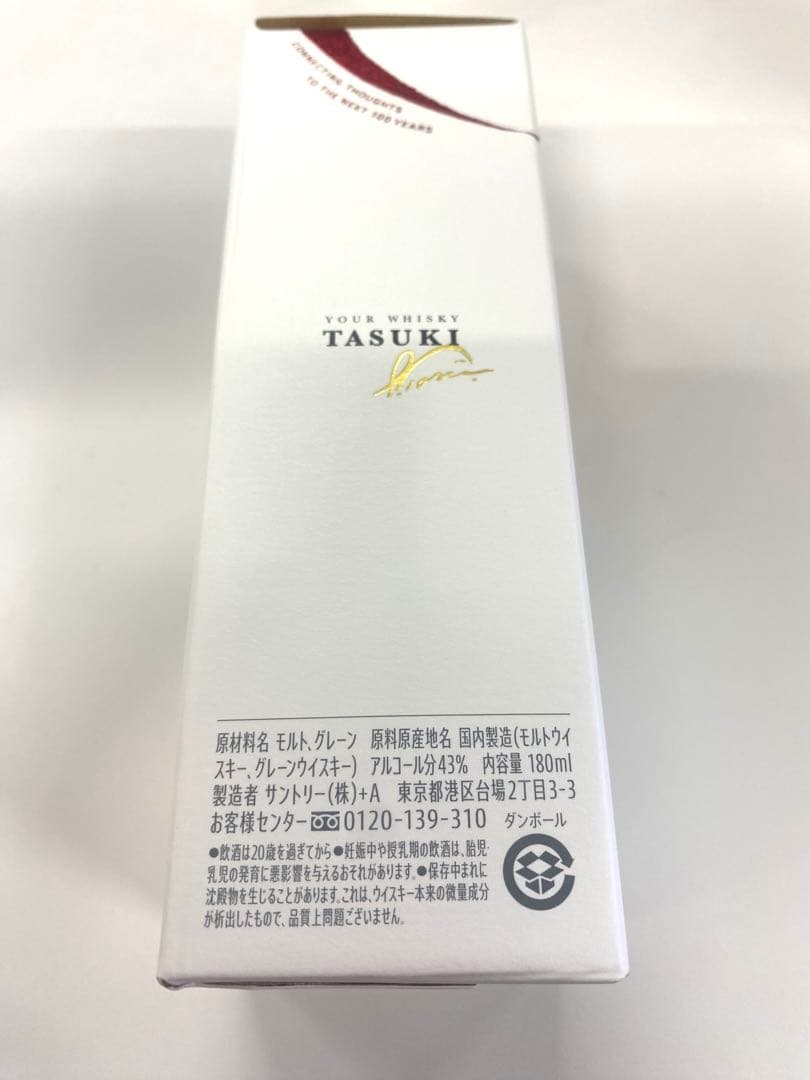 CONNECTING THOUGHTS
TO THE NEXT 100 YEARS
YOUR WHISKY
TASUKI
原材料名 モルト、グレーン 原料原産地名 国内製造(モルトウイ
スキー、グレーンウイスキー) アルコール分43% 内容量 180ml
製造者 サントリー(株)+A 東京都港区台場2丁目3-3
お客様センター 0120-139-310 ダンボール
●飲酒は20歳を過ぎてから●妊娠中や授乳期の飲酒は、胎児・
乳児の発育に悪影響を与えるおそれがあります。●保存中まれに
沈殿物を生じることがあります。これは、ウイスキー本来の微量成分
が析出したもので、品質上問題ございません。